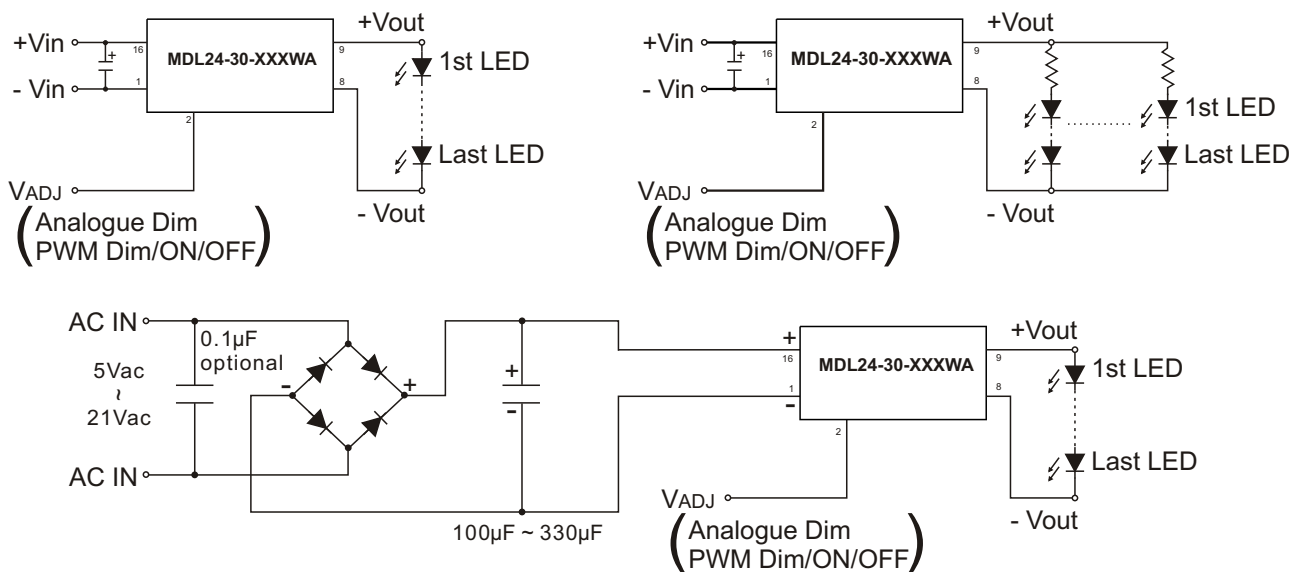 +Vin
- Vin
+
16
1
MDL24-30-XXXWA
9
8
2
+Vout
1st LED
Last LED
- Vout
VADJ
(Analogue Dim
PWM Dim/ON/OFF)
+Vin
- Vin
+
16
1
MDL24-30-XXXWA
9
8
2
+Vout
1st LED
Last LED
- Vout
VADJ
(Analogue Dim
PWM Dim/ON/OFF)
AC IN
0.1µF
optional
5Vac
~
21Vac
AC IN
-
+
+
-
100µF ~ 330µF
+
16
1
-
MDL24-30-XXXWA
9
8
2
+Vout
1st LED
Last LED
- Vout
VADJ
(Analogue Dim
PWM Dim/ON/OFF)